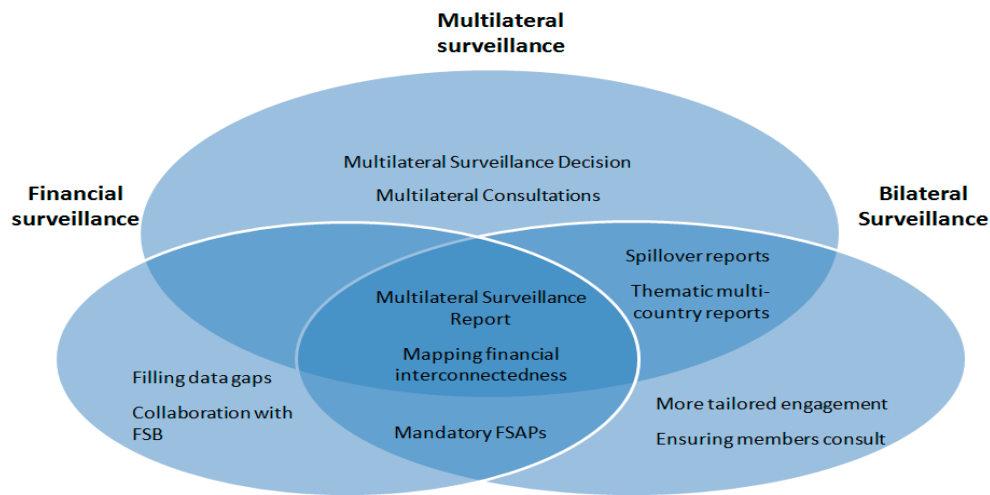 Multilateral
surveillance
Multilateral Surveillance Decision
Multilateral Consultations
Financial
surveillance
Bilateral
Surveillance
Spillover reports
Thematic multi-
country reports
Multilateral Surveillance
Report
Mapping financial
interconnectedness
Filling data gaps
Collaboration with
FSB
Mandatory FSAPs
More tailored engagement
Ensuring members consult